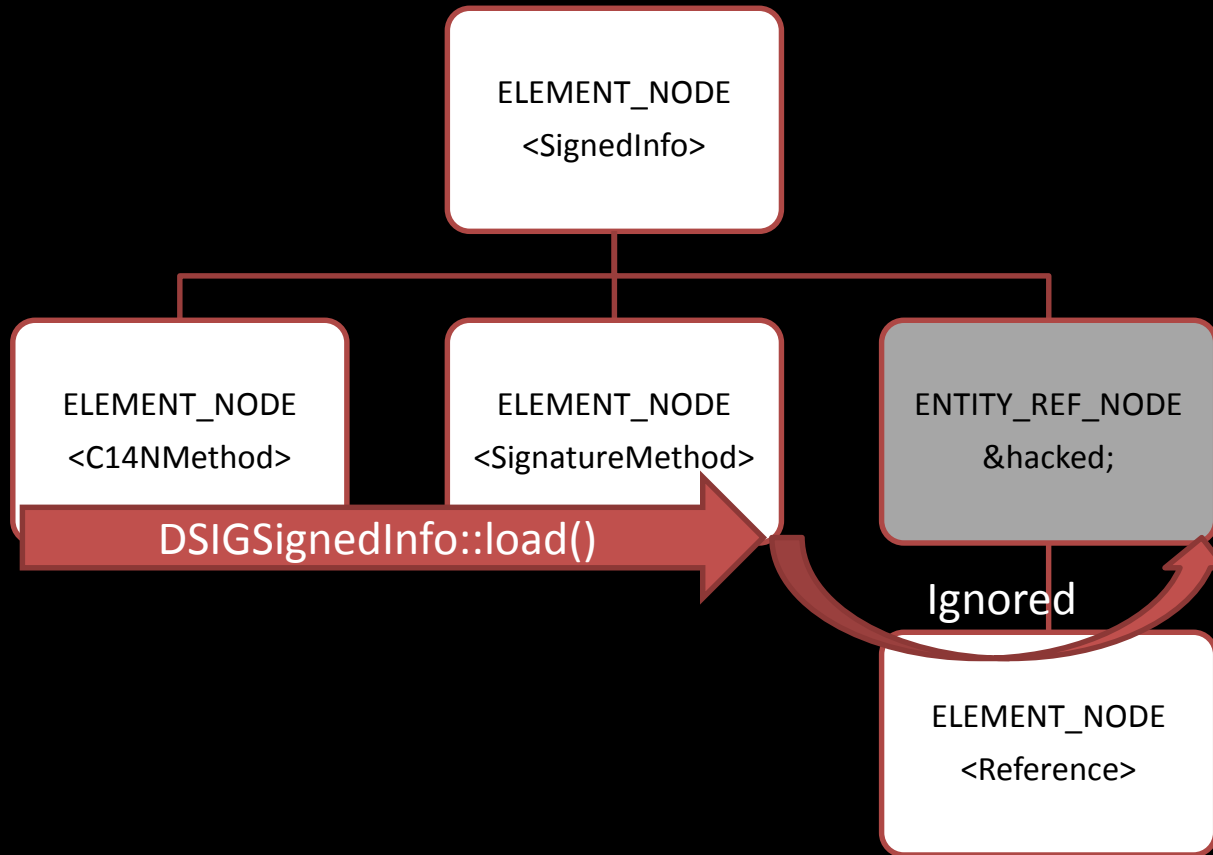 ELEMENT_NODE
<SignedInfo>
ELEMENT_NODE
<C14NMethod>
ELEMENT_NODE
<SignatureMethod>
ENTITY_REF_NODE
&hacked;
DSIGSignedInfo::load()
Ignored
ELEMENT_NODE
<Reference>